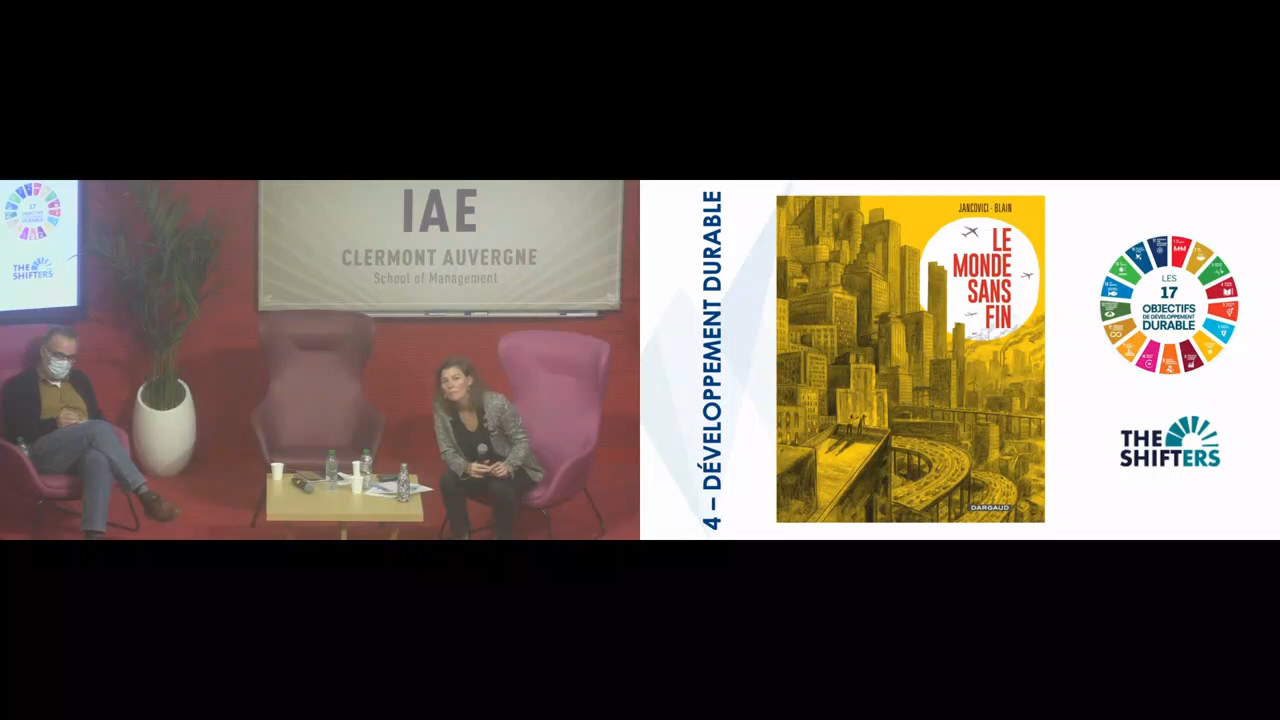 17
THE
SHIFTERS
IAE
CLERMONT AUVERGNE
School of Management
4 – DÉVELOPPEMENT DURABLE
JANCOVICI · BLAIN
LE
MONDE
SANS
FIN
DARGAUD
LES
17
OBJECTIFS
DE DÉVELOPPEMENT
DURABLE
THE
SHIFTERS